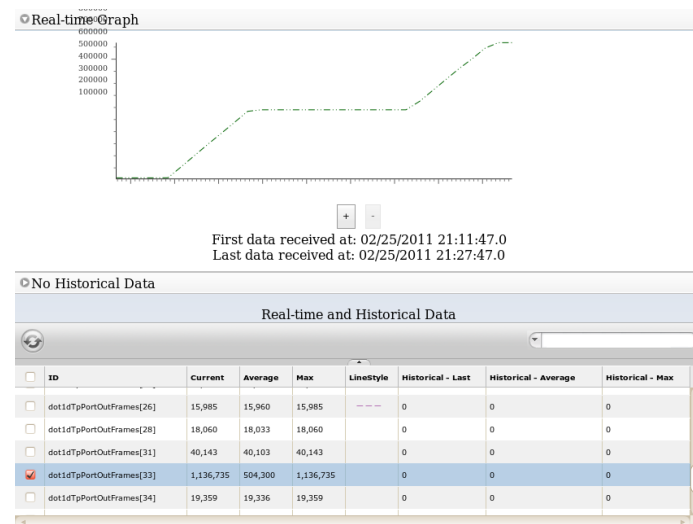 Real-time Graph
600000
500000
400000
300000
200000
100000
+
-
First data received at: 02/25/2011 21:11:47.0
Last data received at: 02/25/2011 21:27:47.0
No Historical Data
Real-time and Historical Data
ID Current Average Max LineStyle Historical - Last Historical - Average Historical - Max
dot1dTpPortOutFrames[26] 15,985 15,960 15,985 0 0 0
dot1dTpPortOutFrames[28] 18,060 18,033 18,060 0 0 0
dot1dTpPortOutFrames[31] 40,143 40,103 40,143 0 0 0
dot1dTpPortOutFrames[33] 1,136,735 504,300 1,136,735 0 0 0
dot1dTpPortOutFrames[34] 19,359 19,336 19,359 0 0 0